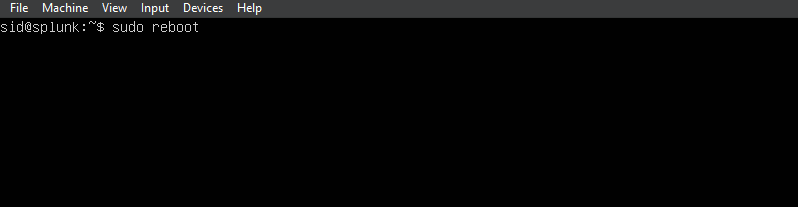 File Machine View Input Devices Help
sid@splunk:~$ sudo reboot